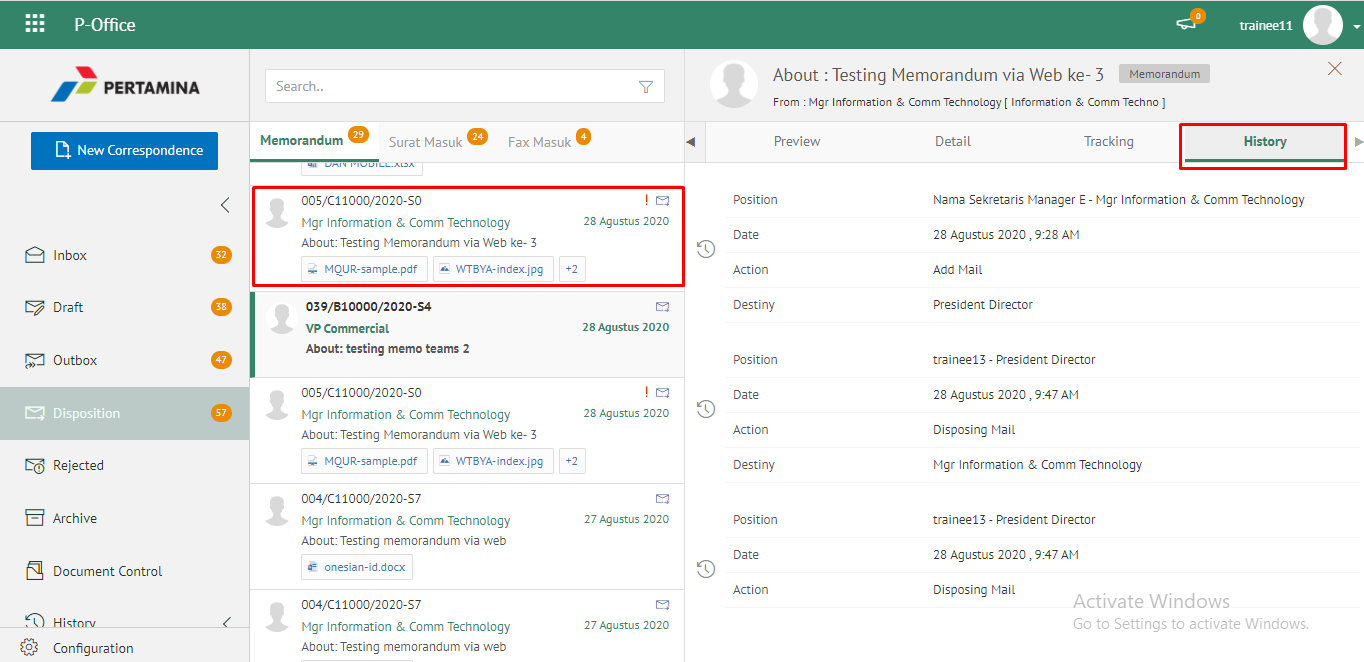 P-Office
0
trainee11
PERTAMINA
New Correspondence
Inbox
32
Draft
38
Outbox
47
Disposition
57
Rejected
Archive
Document Control
History
Configuration
Search..
Memorandum 29
Surat Masuk 24
Fax Masuk 4
DAN MOBILE.xlsx
005/C11000/2020-S0
Mgr Information & Comm Technology
28 Agustus 2020
About: Testing Memorandum via Web ke- 3
MQUR-sample.pdf
WTBYA-index.jpg
+2
039/B10000/2020-S4
VP Commercial
28 Agustus 2020
About: testing memo teams 2
005/C11000/2020-S0
Mgr Information & Comm Technology
28 Agustus 2020
About: Testing Memorandum via Web ke- 3
MQUR-sample.pdf
WTBYA-index.jpg
+2
004/C11000/2020-S7
Mgr Information & Comm Technology
27 Agustus 2020
About: Testing memorandum via web
onesian-id.docx
004/C11000/2020-S7
Mgr Information & Comm Technology
27 Agustus 2020
About: Testing memorandum via web
About : Testing Memorandum via Web ke- 3
Memorandum
From : Mgr Information & Comm Technology [ Information & Comm Techno ]
Preview
Detail
Tracking
History
Position Nama Sekretaris Manager E - Mgr Information & Comm Technology
Date 28 Agustus 2020 , 9:28 AM
Action Add Mail
Destiny President Director
Position trainee13 - President Director
Date 28 Agustus 2020 , 9:47 AM
Action Disposing Mail
Destiny Mgr Information & Comm Technology
Position trainee13 - President Director
Date 28 Agustus 2020 , 9:47 AM
Action Disposing Mail
Activate Windows
Go to Settings to activate Windows.